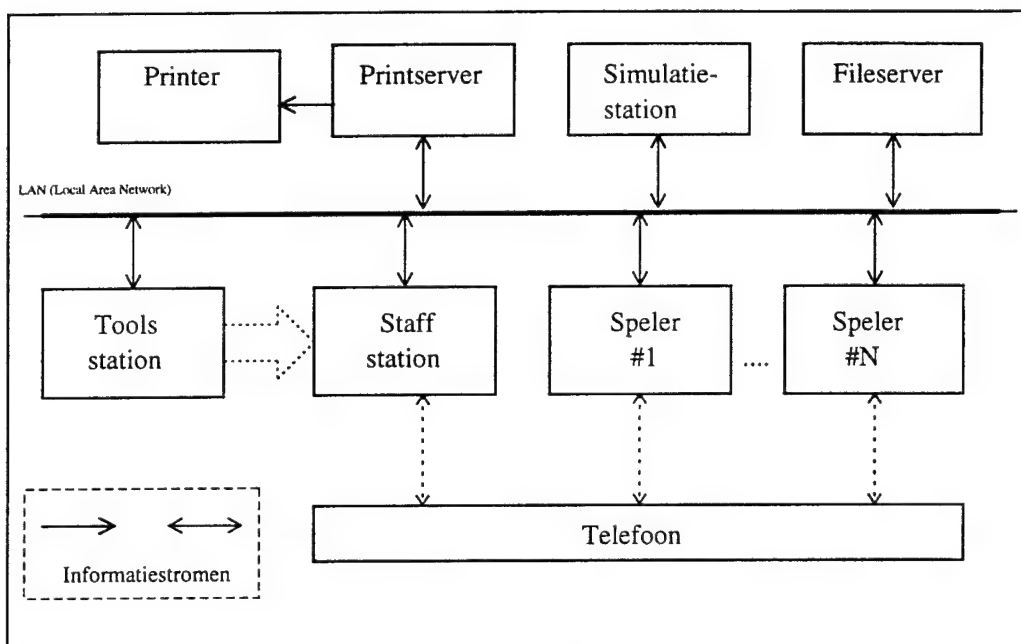 Printer
Printserver
Simulatie-
station
Fileserver
LAN (Local Area Network)
Tools
station
Staff
station
Speler
#1
....
Speler
#N
Telefoon
Informatiestromen